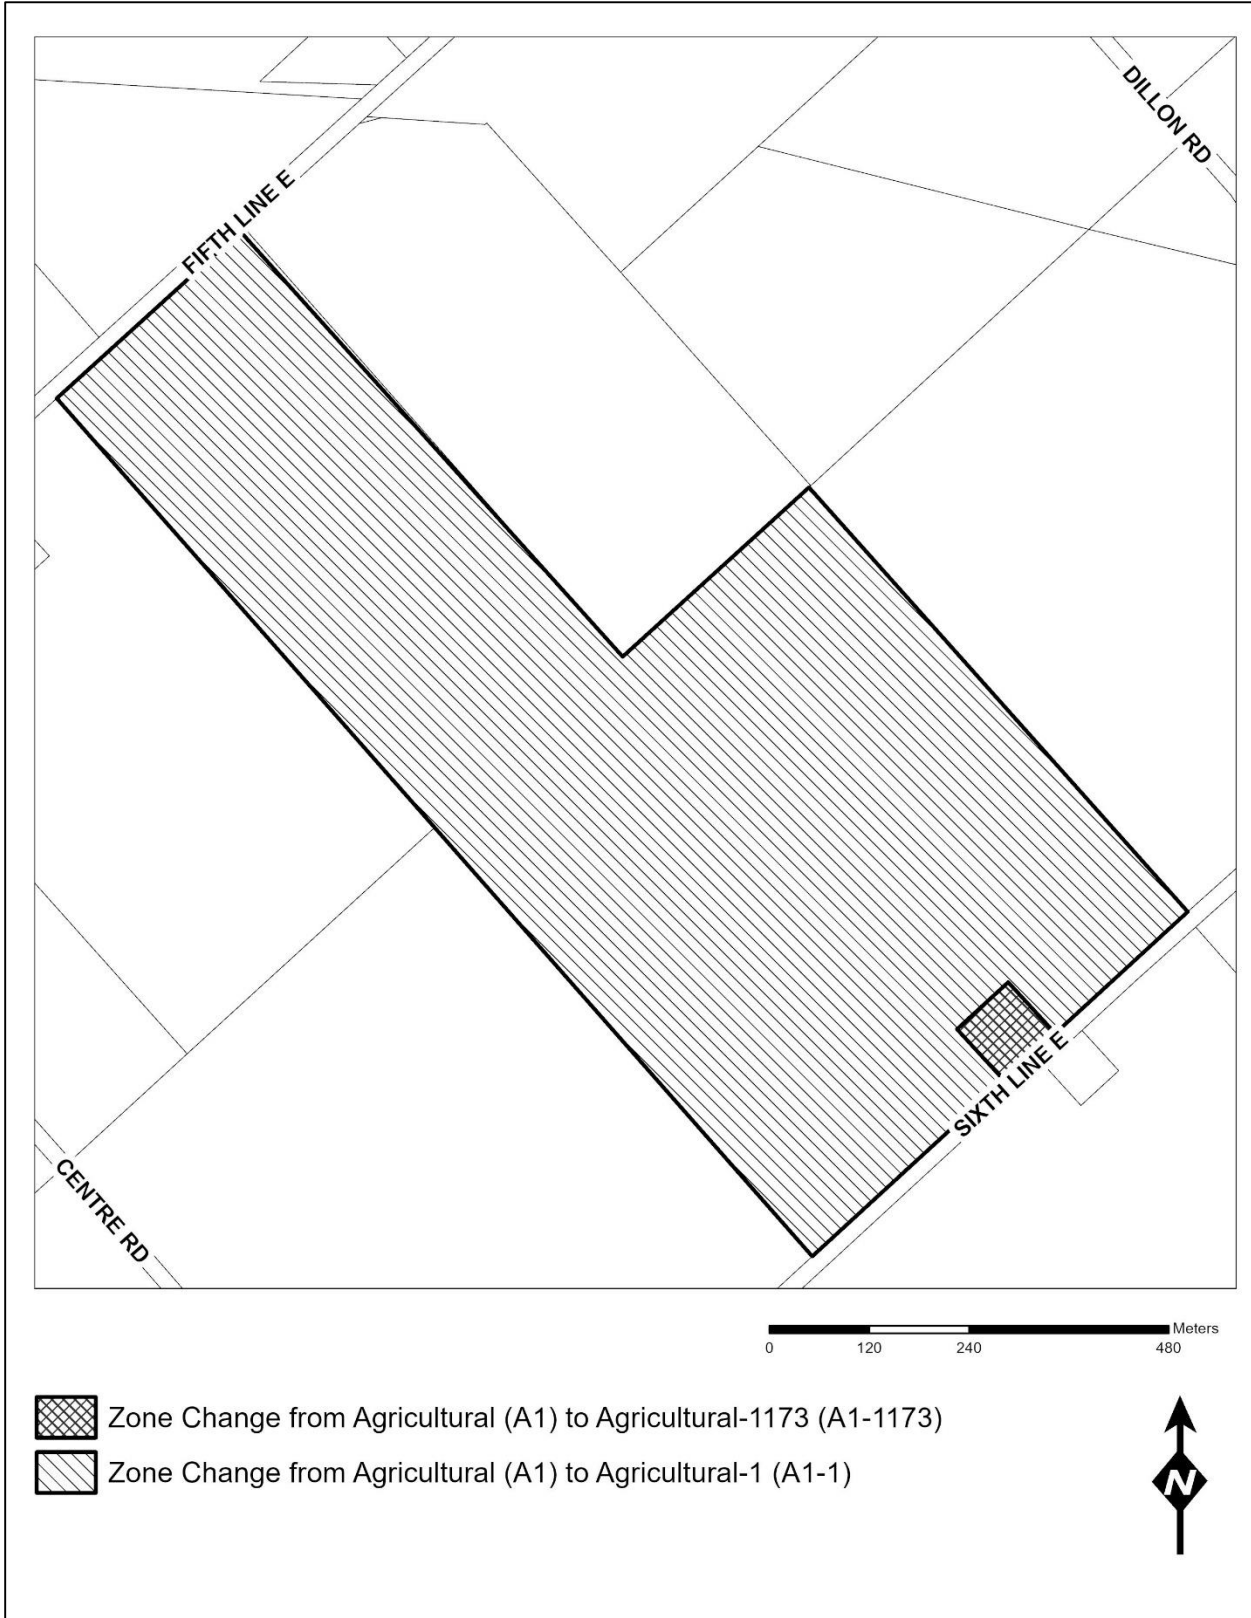 DILLON RD
FIFTH LINE E
SIXTH LINE E
CENTRE RD
Meters
0 120 240 480
Zone Change from Agricultural (A1) to Agricultural-1173 (A1-1173)
Zone Change from Agricultural (A1) to Agricultural-1 (A1-1)
N